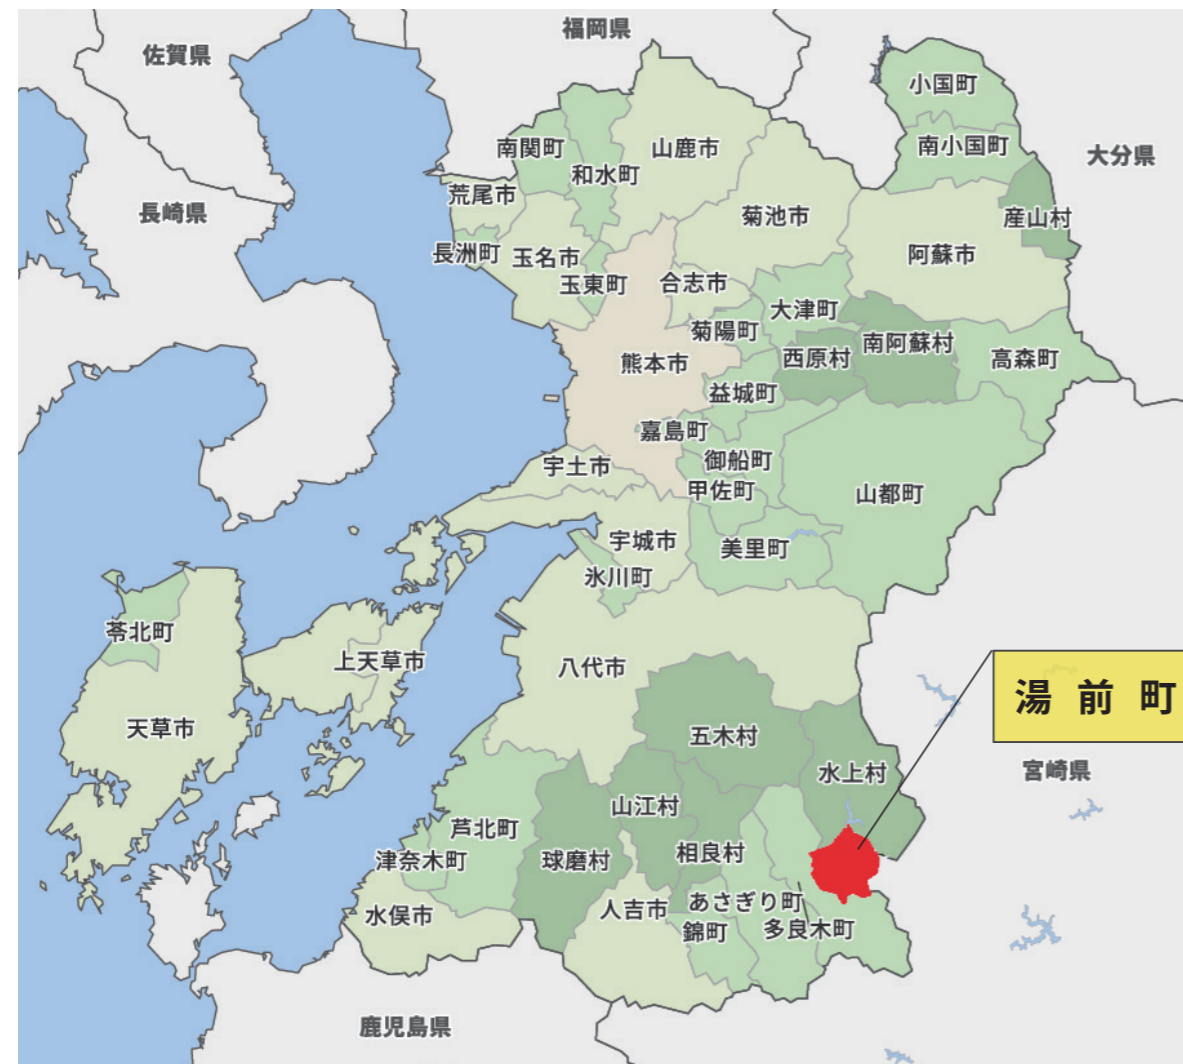 福岡県
佐賀県
小国町
南小国町
大分県
南関町
山鹿市
和水町
荒尾市
長崎県
菊池市
産山村
長洲町
玉名市
阿蘇市
玉東町
合志市
大津町
菊陽町
南阿蘇村
西原村
高森町
熊本市
益城町
嘉島町
御船町
宇土市
甲佐町
山都町
宇城市
美里町
氷川町
苓北町
上天草市
八代市
湯前町
天草市
五木村
水上村
宮崎県
山江村
芦北町
相良村
津奈木町
球磨村
あさぎり町
人吉市
水俣市
錦町
多良木町
鹿児島県